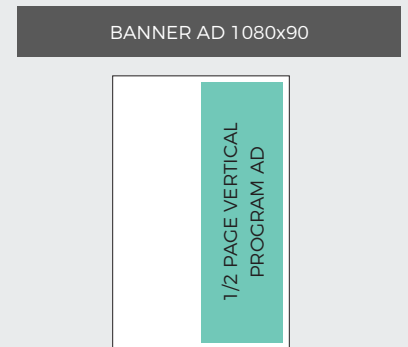 BANNER AD 1080x90
1/2 PAGE VERTICAL
PROGRAM AD